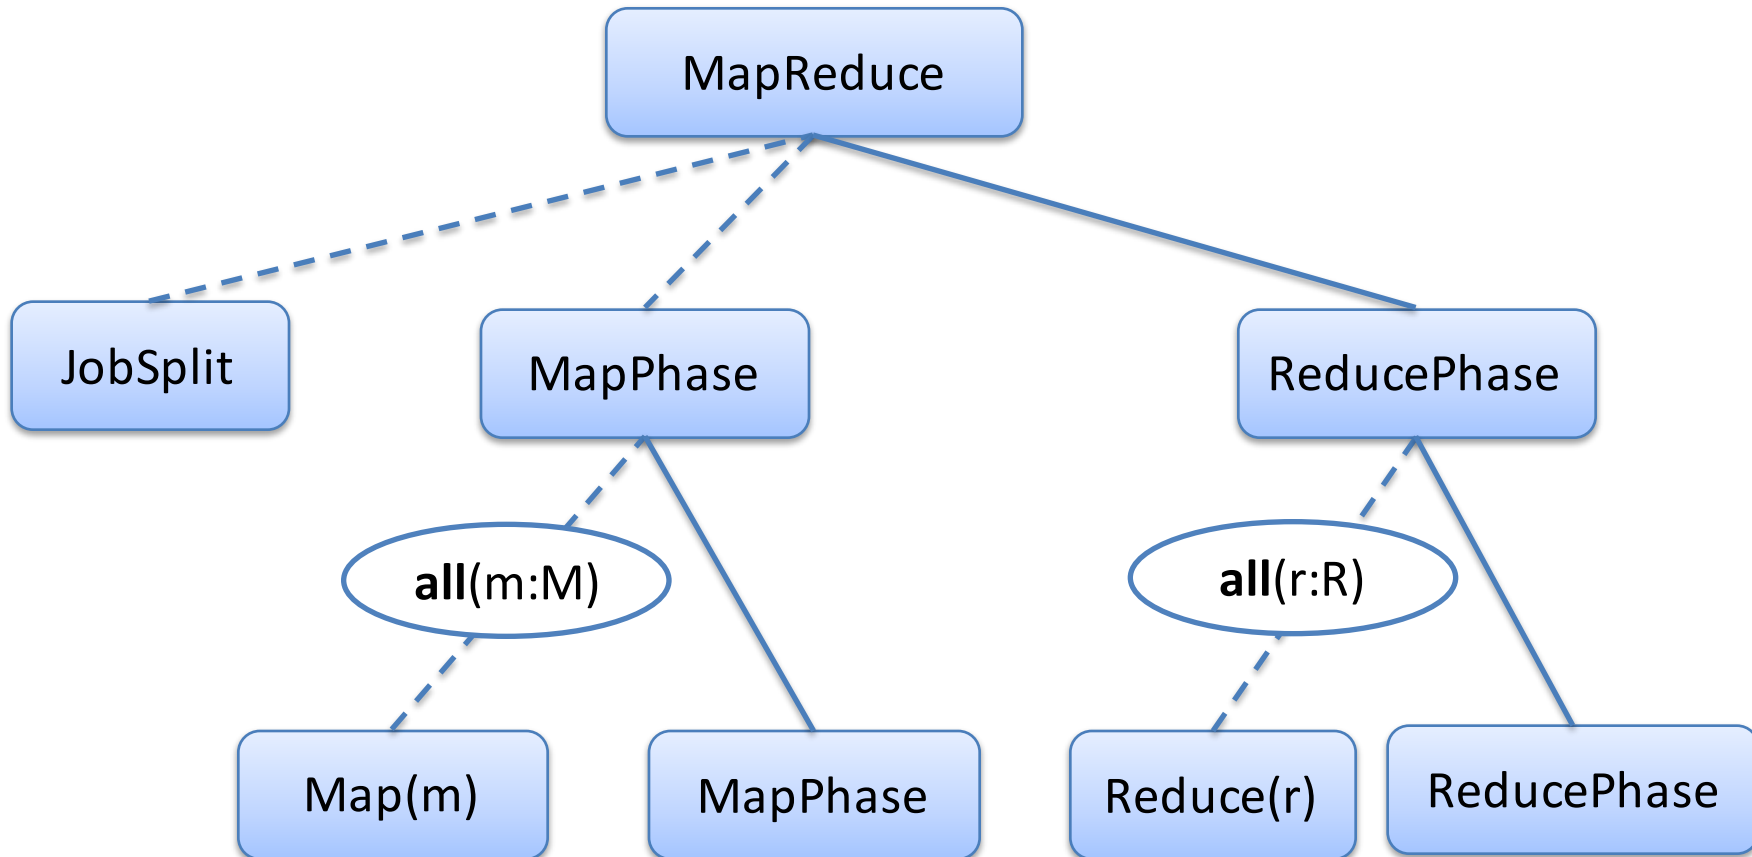 MapReduce
JobSplit
MapPhase
ReducePhase
all(m:M)
all(r:R)
Map(m)
MapPhase
Reduce(r)
ReducePhase